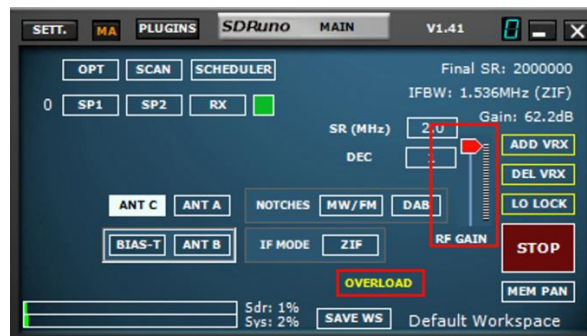 SETT. MA PLUGINS SDRuno MAIN V1.41 0
OPT SCAN SCHEDULER Final SR: 2000000
IFBW: 1.536MHz (ZIF)
0 SP1 SP2 RX Gain: 62.2dB
SR (MHz) 2.0
ADD VRX
DEC 1
DEL VRX
ANT C ANT A NOTCHES MW/FM DAB LO LOCK
BIAS-T ANT B IF MODE ZIF RF GAIN STOP
OVERLOAD
MEM PAN
Sdr: 1%
Sys: 2% SAVE WS Default Workspace